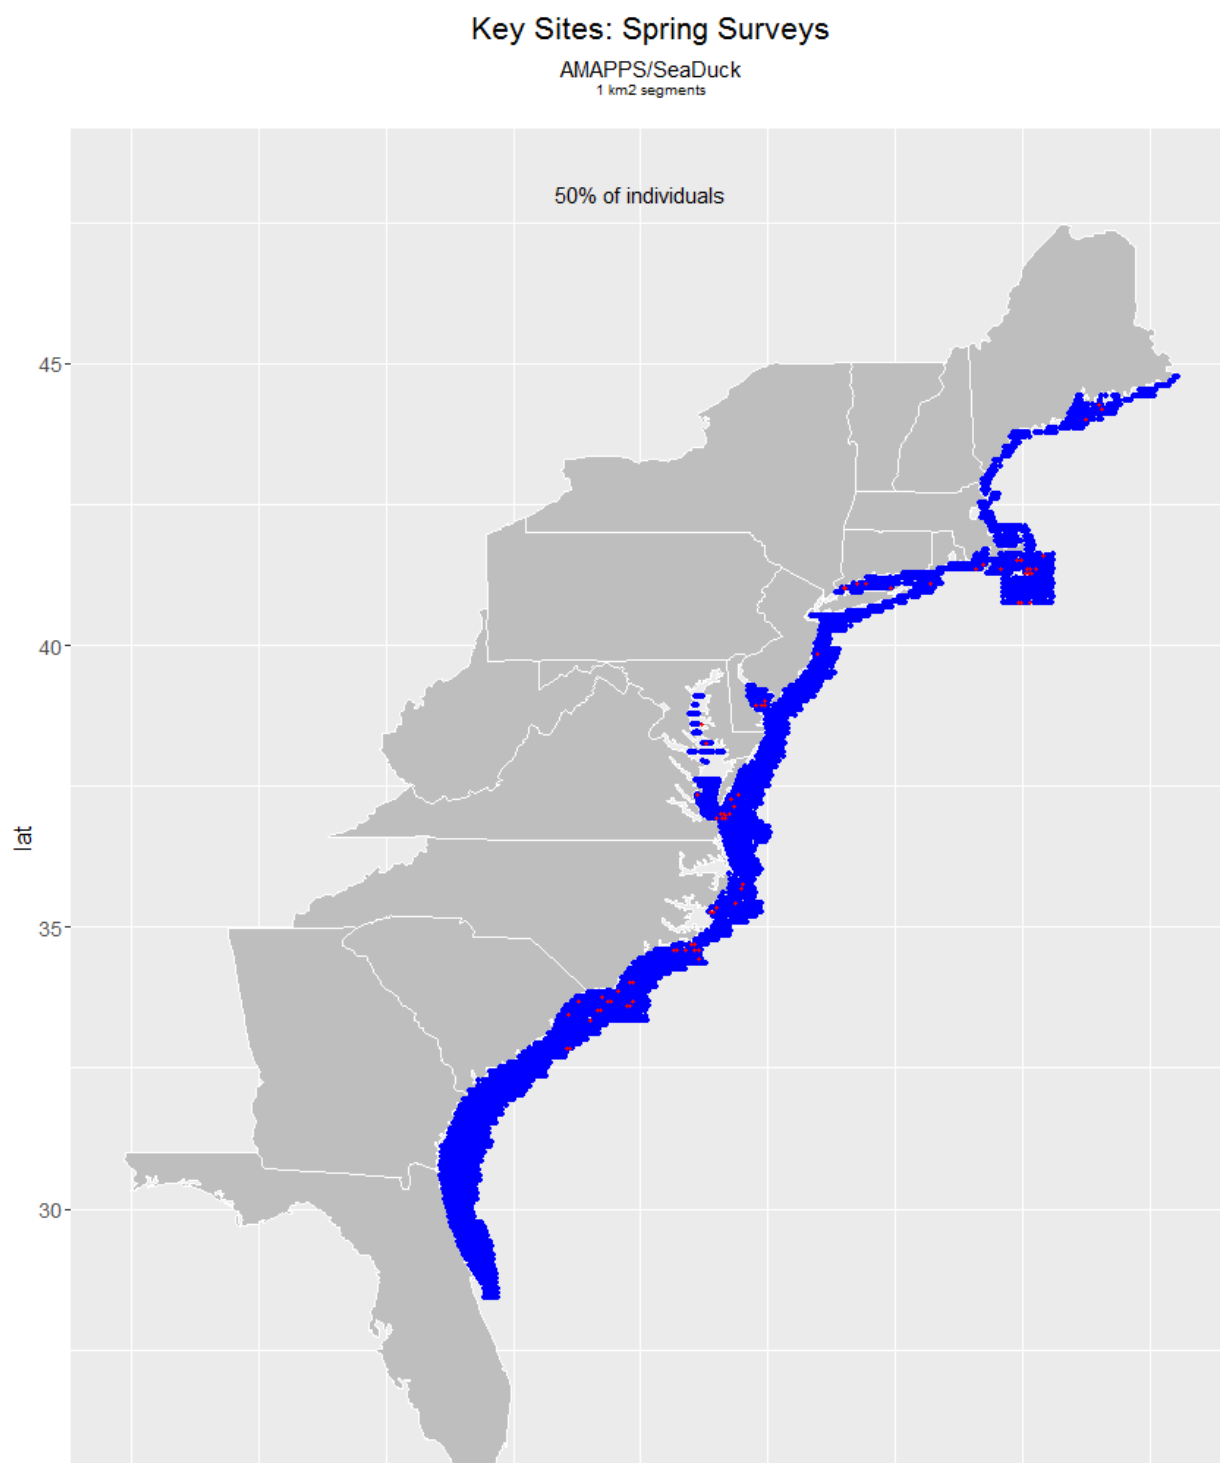 Key Sites: Spring Surveys
AMAPPS/SeaDuck
1 km2 segments
50% of individuals
45
40
35
30
lat